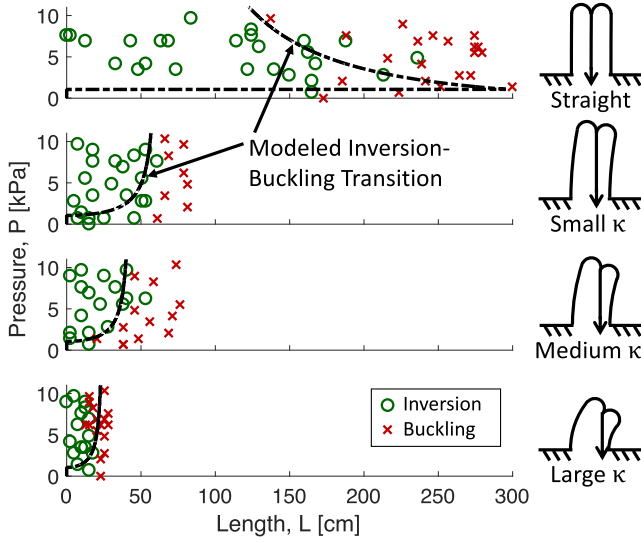 10
5
0
Straight
Modeled Inversion-
Buckling Transition
10
5
0
Small κ
Pressure, P [kPa]
10
5
0
Medium κ
10
5
0
Inversion
Buckling
Large κ
0 50 100 150 200 250 300
Length, L [cm]